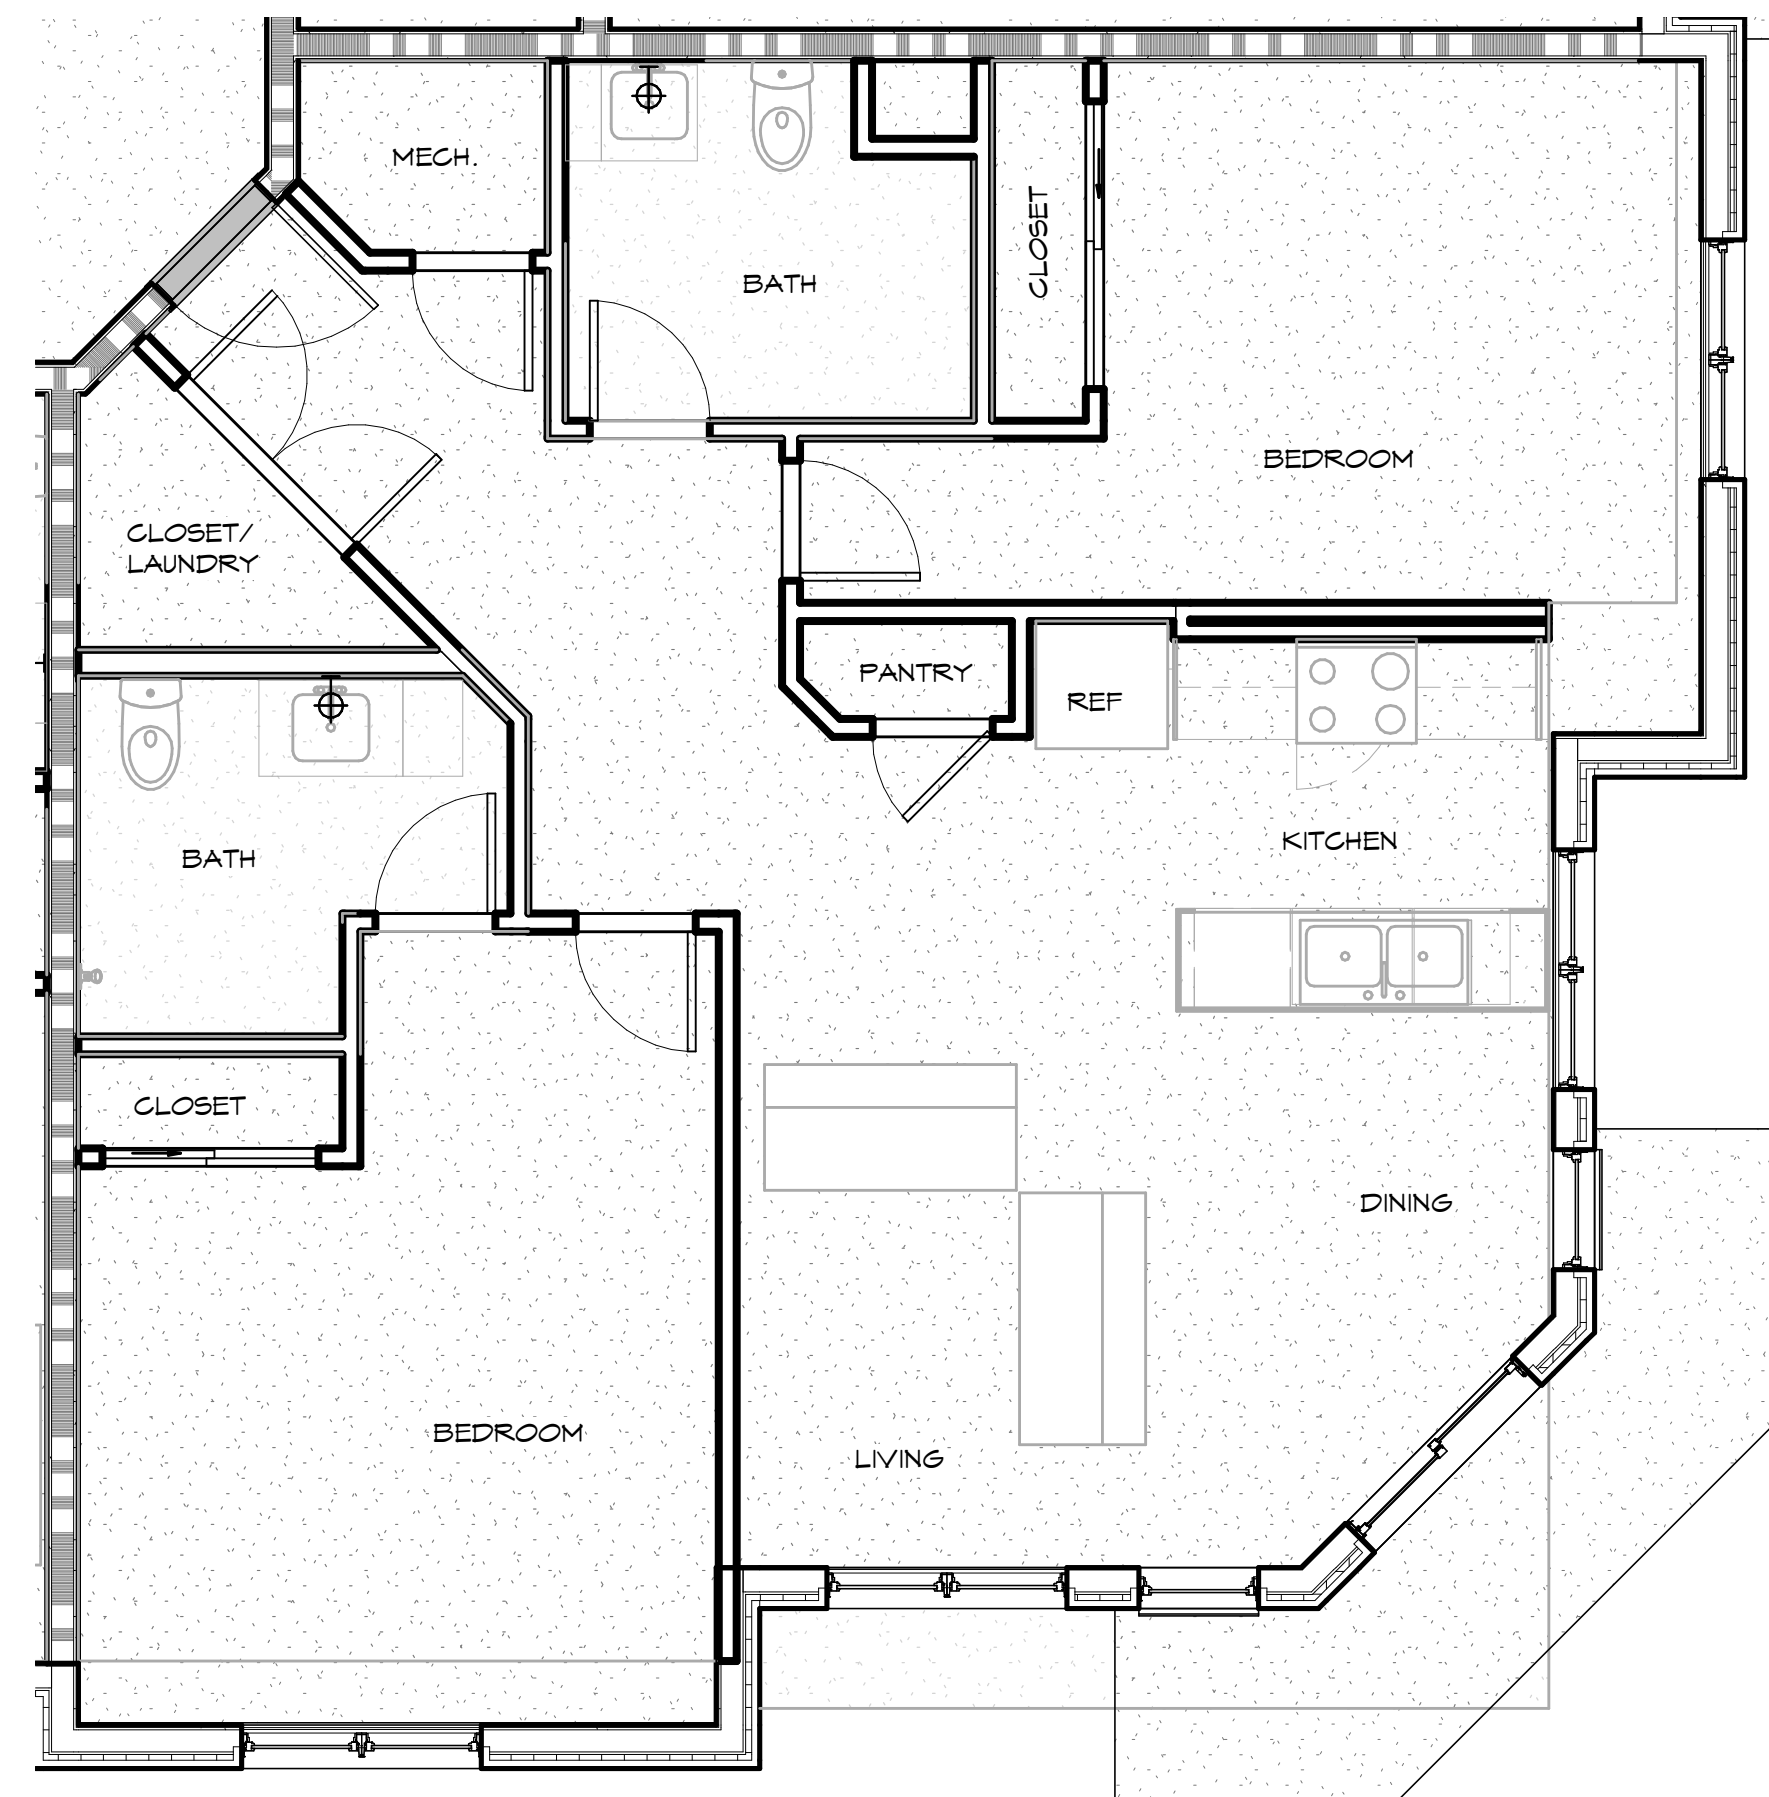 MECH.
BATH
CLOSET
BEDROOM
CLOSET/
LAUNDRY
PANTRY
REF
KITCHEN
BATH
CLOSET
DINING
BEDROOM
LIVING